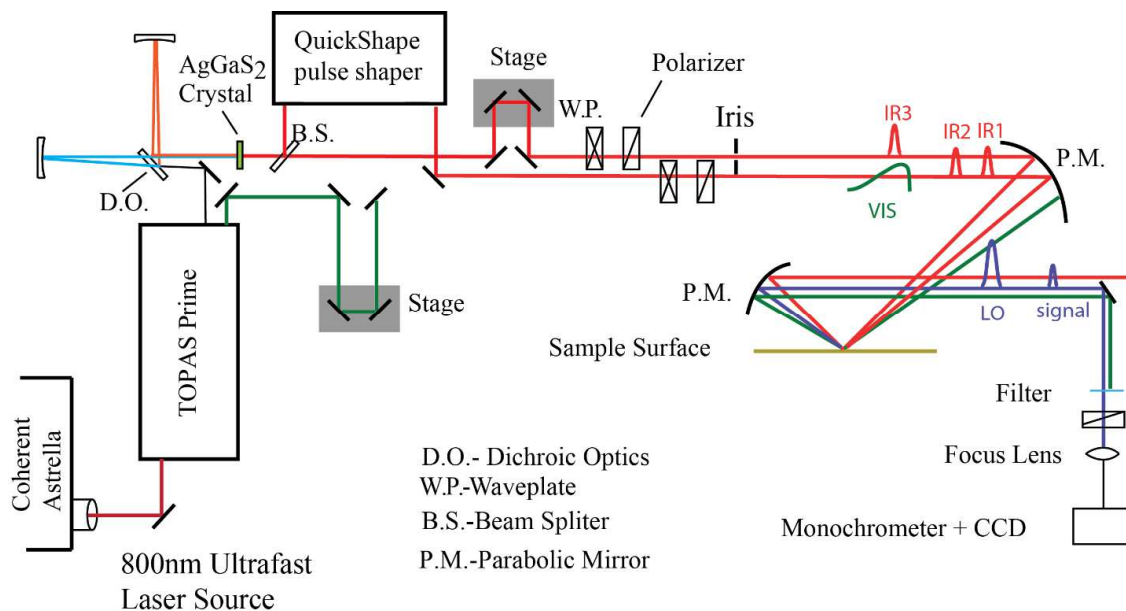 QuickShape
pulse shaper
AgGaS2
Crystal
Stage
W.P.
Polarizer
B.S.
Iris
IR3
IR2
IR1
P.M.
D.O.
VIS
TOPAS Prime
Stage
P.M.
LO
signal
Sample Surface
Filter
Coherent
Astrella
Focus Lens
D.O.- Dichroic Optics
W.P.-Waveplate
B.S.-Beam Spliter
P.M.-Parabolic Mirror
Monochrometer + CCD
800nm Ultrafast
Laser Source